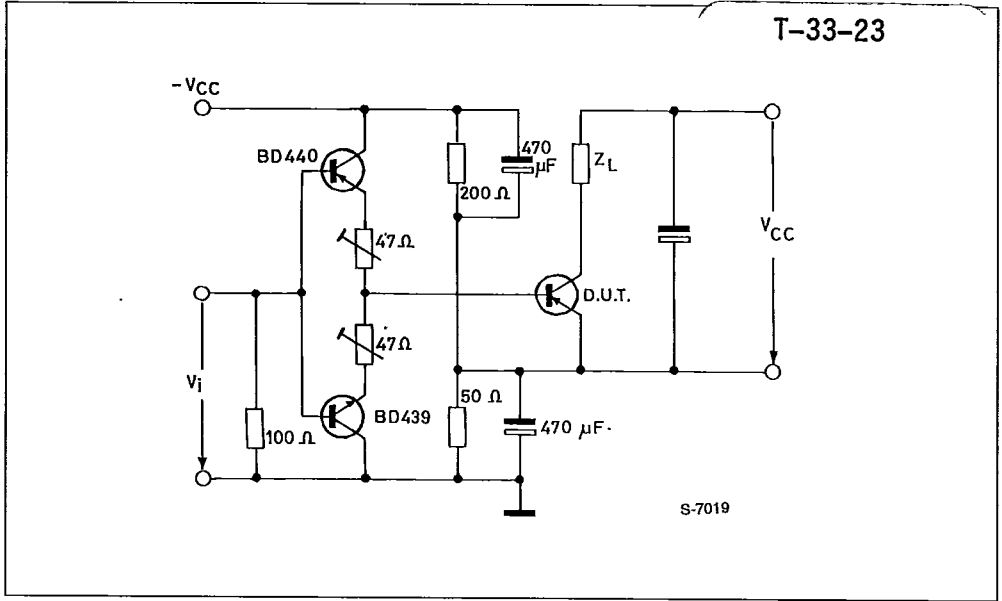 T-33-23
-VCC
BD440
470
µF
ZL
200 Ω
47Ω
VCC
D.U.T.
47Ω
Vi
50 Ω
BD439
100 Ω
470 µF.
S-7019